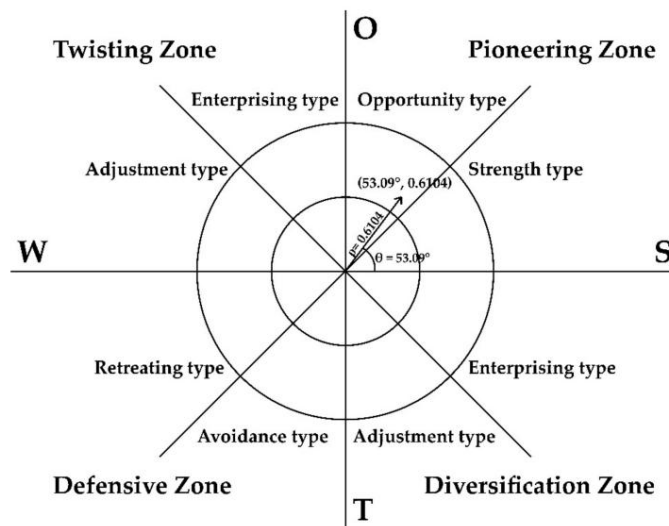 O
Twisting Zone
Pioneering Zone
Enterprising type
Opportunity type
Adjustment type
Strength type
(53.09°, 0.6104)
ρ= 0.6104
θ = 53.09°
W
S
Retreating type
Enterprising type
Avoidance type
Adjustment type
Defensive Zone
Diversification Zone
T